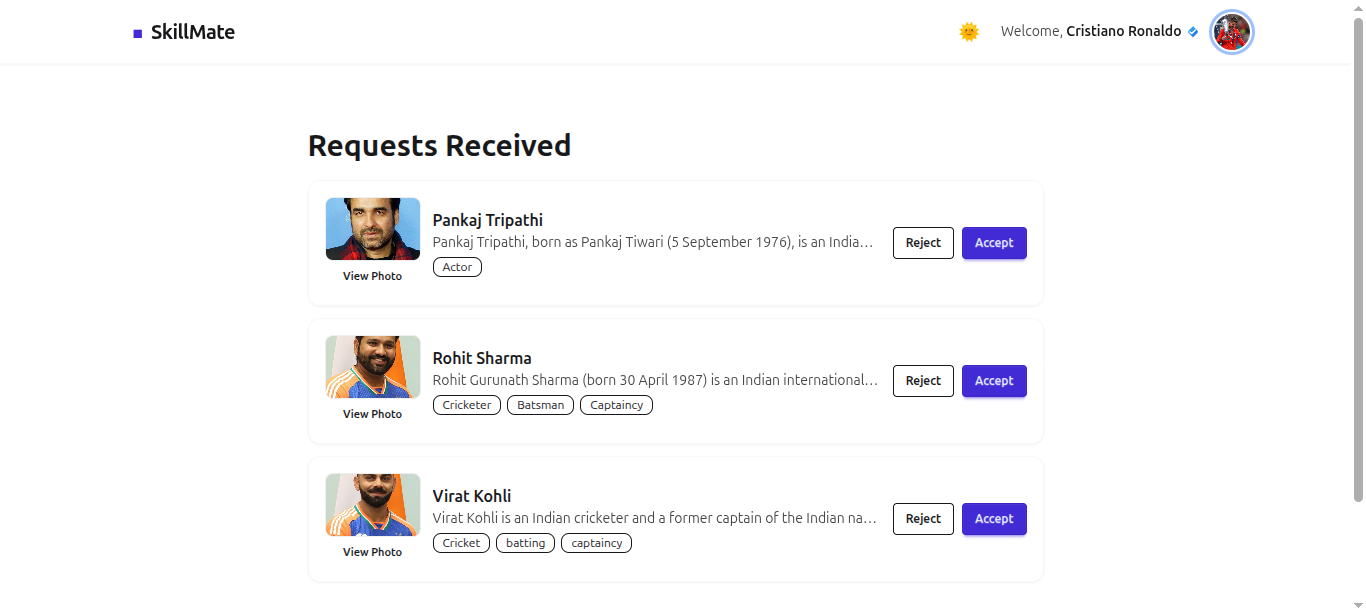 SkillMate
Welcome, Cristiano Ronaldo
Requests Received
Pankaj Tripathi
Pankaj Tripathi, born as Pankaj Tiwari (5 September 1976), is an India…
Actor
View Photo
Reject
Accept
Rohit Sharma
Rohit Gurunath Sharma (born 30 April 1987) is an Indian international…
Cricketer Batsman Captaincy
View Photo
Reject
Accept
Virat Kohli
Virat Kohli is an Indian cricketer and a former captain of the Indian na…
Cricket batting captaincy
View Photo
Reject
Accept